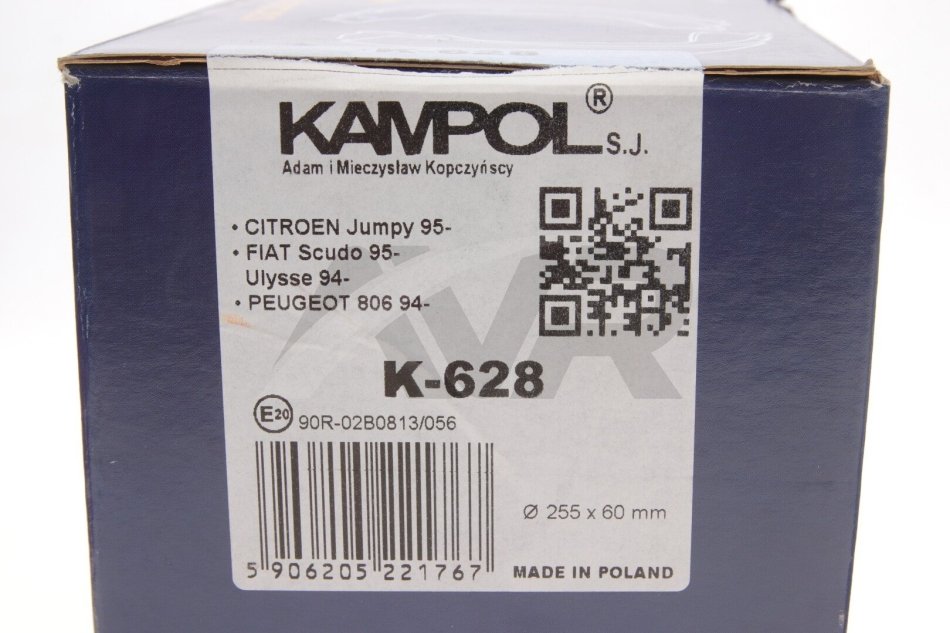 K-628
KAMPOL® S.J.
Adam i Mieczysław Kopczyńscy
• CITROEN Jumpy 95-
• FIAT Scudo 95-
Ulysse 94-
• PEUGEOT 806 94-
K-628
E20 90R-02B0813/056
Ø 255 x 60 mm
5 906205 221767
MADE IN POLAND